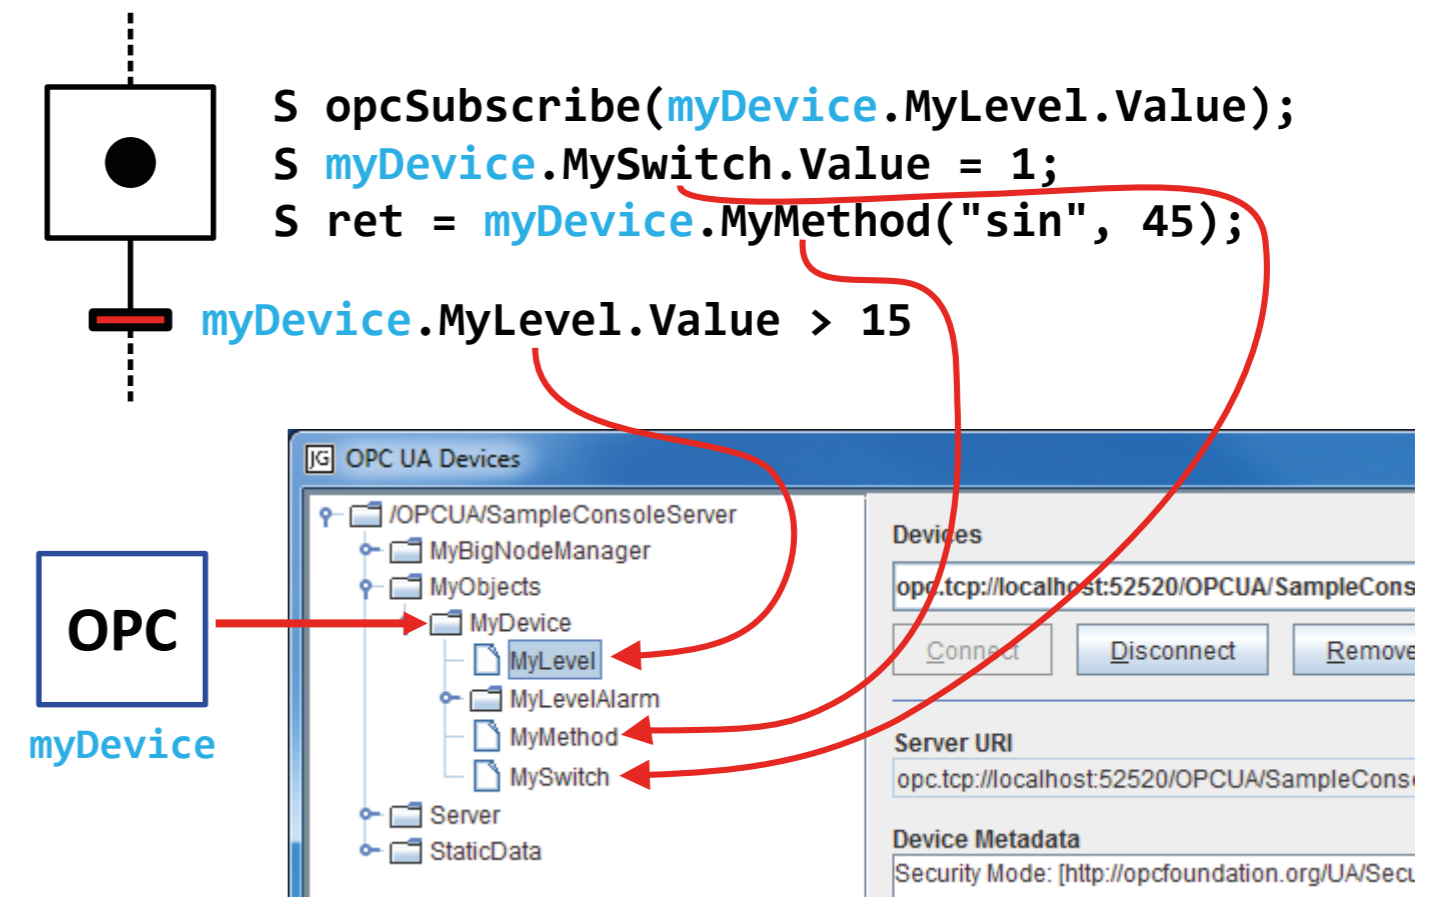 S opcSubscribe(myDevice.MyLevel.Value);
S myDevice.MySwitch.Value = 1;
S ret = myDevice.MyMethod("sin", 45);
myDevice.MyLevel.Value > 15
JG OPC UA Devices
/OPCUA/SampleConsoleServer
MyBigNodeManager
MyObjects
MyDevice
MyLevel
MyLevelAlarm
MyMethod
MySwitch
Server
StaticData
OPC
myDevice
Devices
opc.tcp://localhost:52520/OPCUA/SampleCons
Connect Disconnect Remove
Server URI
opc.tcp://localhost:52520/OPCUA/SampleConse
Device Metadata
Security Mode: [http://opcfoundation.org/UA/Secu